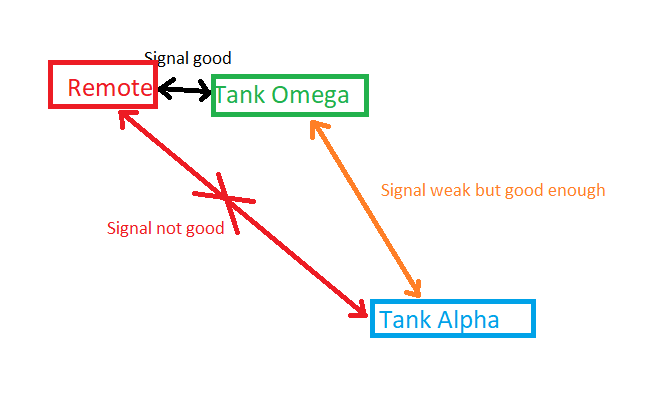 Signal good
Remote
Tank Omega
Signal weak but good enough
Signal not good
Tank Alpha